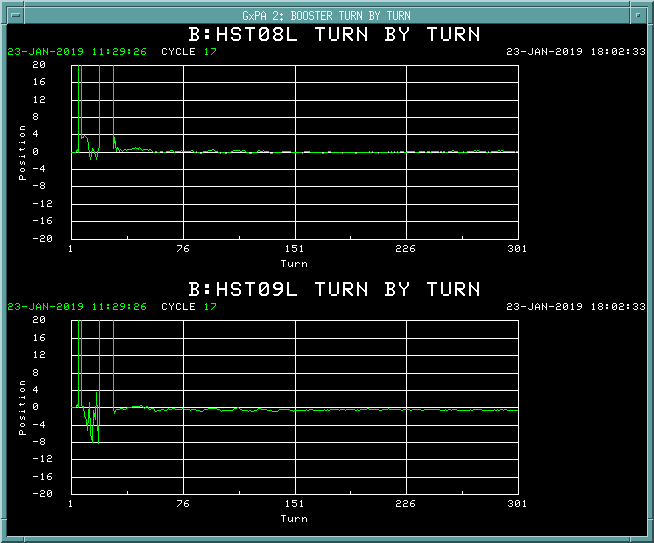 GxPA 2: BOOSTER TURN BY TURN
B:HST08L TURN BY TURN
23-JAN-2019 11:29:26 CYCLE 17 23-JAN-2019 18:02:33
20
16
12
8
4
0
-4
-8
-12
-16
-20
Position
1 76 151 226 301
Turn
B:HST09L TURN BY TURN
23-JAN-2019 11:29:26 CYCLE 17 23-JAN-2019 18:02:33
20
16
12
8
4
0
-4
-8
-12
-16
-20
Position
1 76 151 226 301
Turn